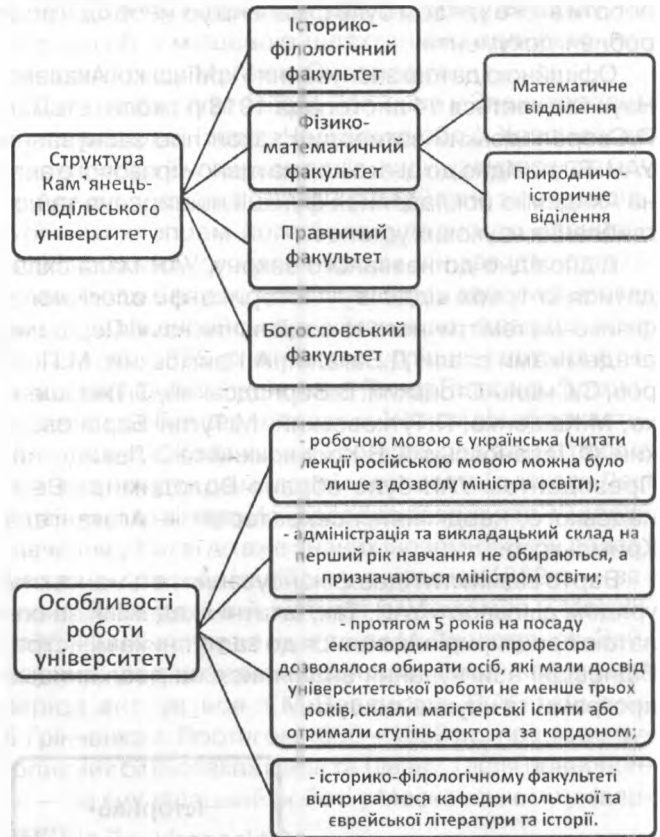 Історико-
філологічний
факультет
Фізико-
математичний
факультет
Математичне
відділення
Структура
Кам`янець-
Подільського
університету
Природничо-
історичне
віділення
Правничий
факультет
Богословський
факультет
- робочою мовою є українська (читати
лекції російською мовою можна було
лише з дозволу міністра освіти);
- адміністрація та викладацький склад на
перший рік не обираються, а
призначаються міністром освіти;
Особливості
роботи
університету
- протягом 5 років на посаду
екстраординарного професора
дозволялося обирати осіб, які мали досвід
університетської роботи не менше трьох
років, склали магістерські іспити або
отримали ступінь доктора за кордоном;
- історико-філологічному факультеті
відкриваються кафедри польської та
єврейської літератури та історії.